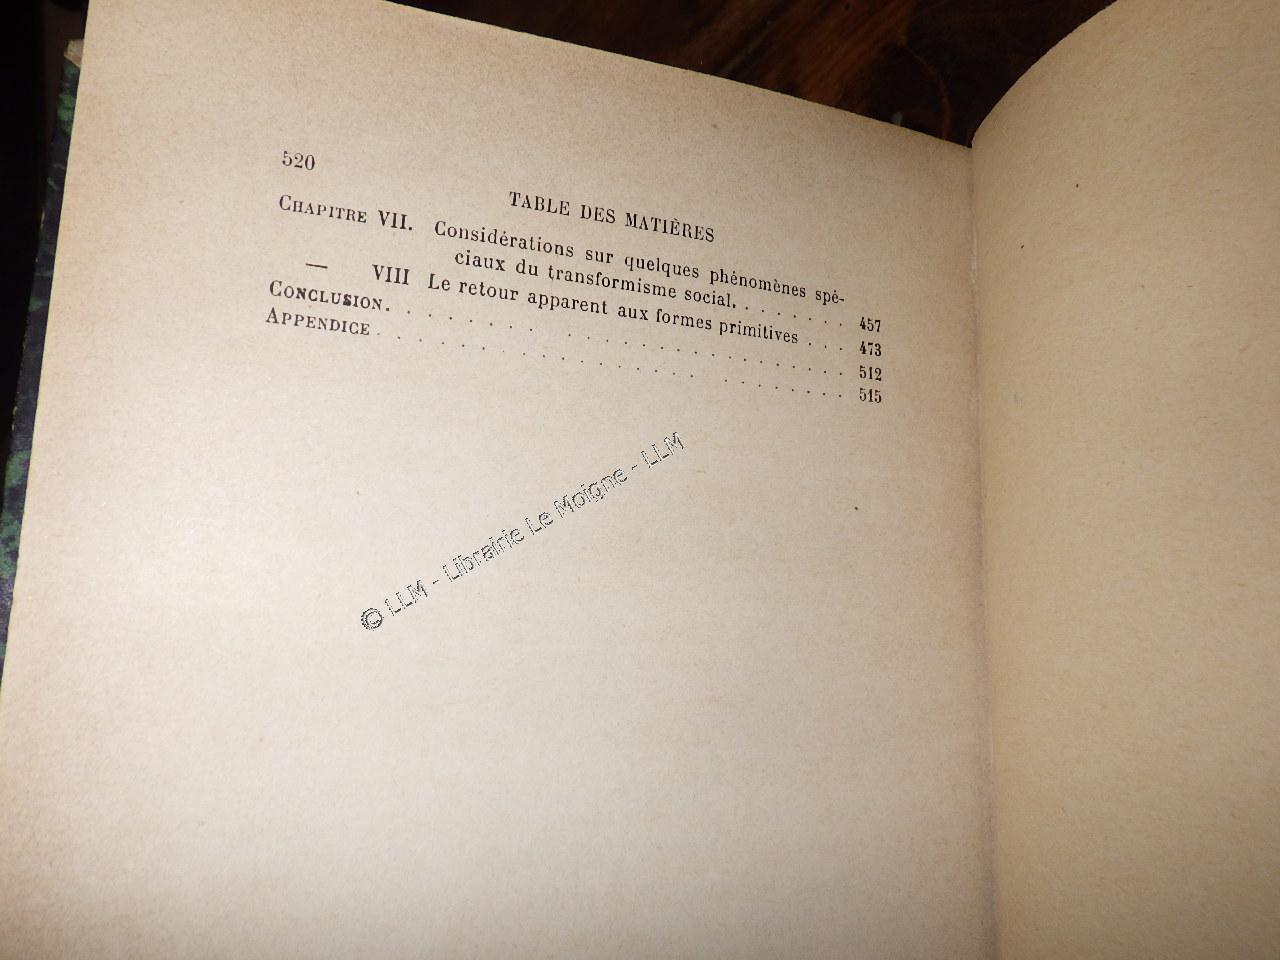 520
TABLE DES MATIÈRES
CHAPITRE VII. Considérations sur quelques phénomènes spé-
ciaux du transformisme social. . . . . . . . 457
— VIII Le retour apparent aux formes primitives . . . 473
CONCLUSION. . . . . . . . . . . . . . . . . . . . . . . 512
APPENDICE . . . . . . . . . . . . . . . . . . . . . . . 515
© LLM - Librairie Le Moigne - LLM